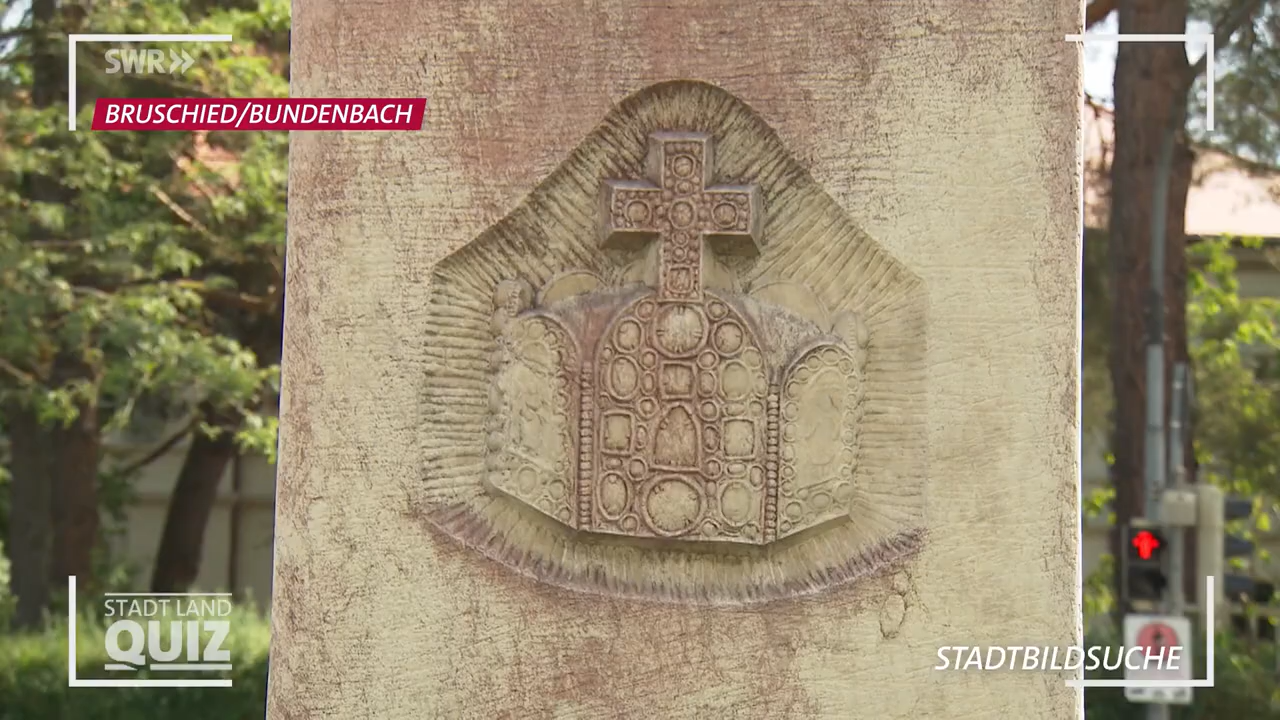 SWR»
BRUSCHIED/BUNDENBACH
STADT LAND
QUIZ
STADTBILDSUCHE